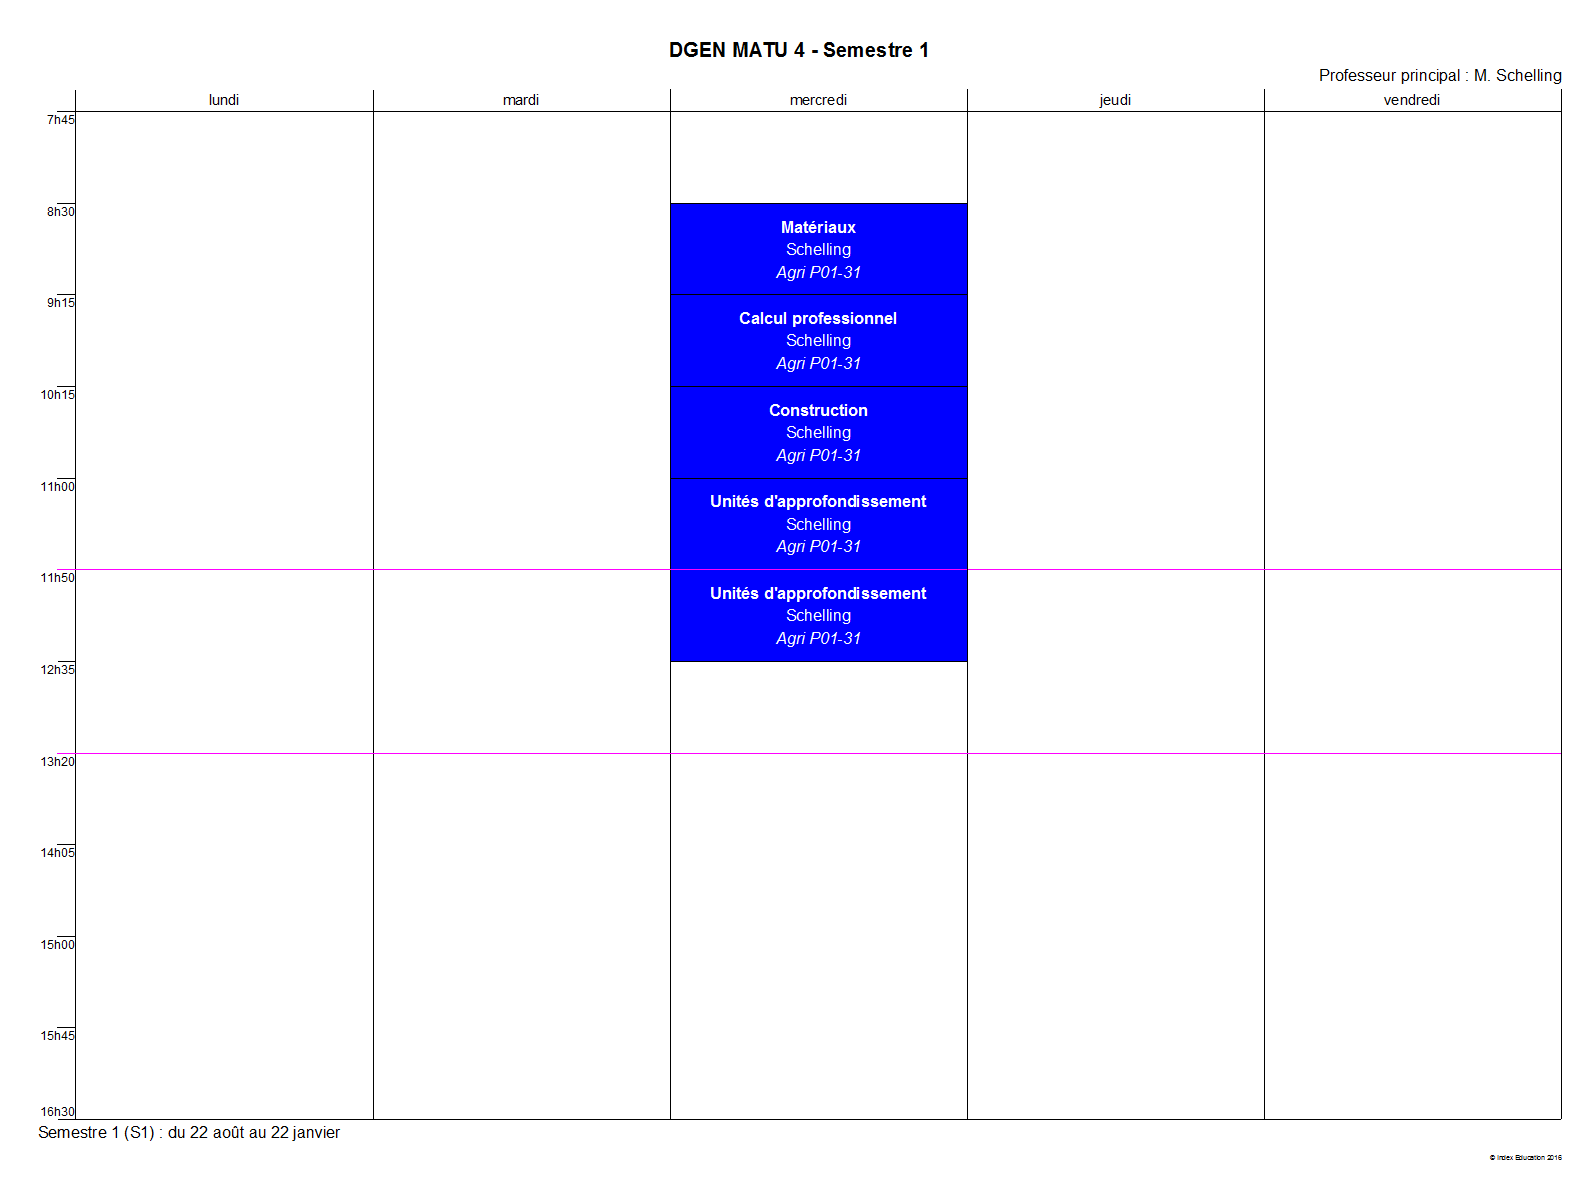 DGEN MATU 4 - Semestre 1
Professeur principal : M. Schelling
lundi mardi mercredi jeudi vendredi
7h45
8h30
Matériaux
Schelling
Agri P01-31
9h15
Calcul professionnel
Schelling
Agri P01-31
10h15
Construction
Schelling
Agri P01-31
11h00
Unités d'approfondissement
Schelling
Agri P01-31
11h50
Unités d'approfondissement
Schelling
Agri P01-31
12h35
13h20
14h05
15h00
15h45
16h30
Semestre 1 (S1) : du 22 août au 22 janvier
© Index Education 2016